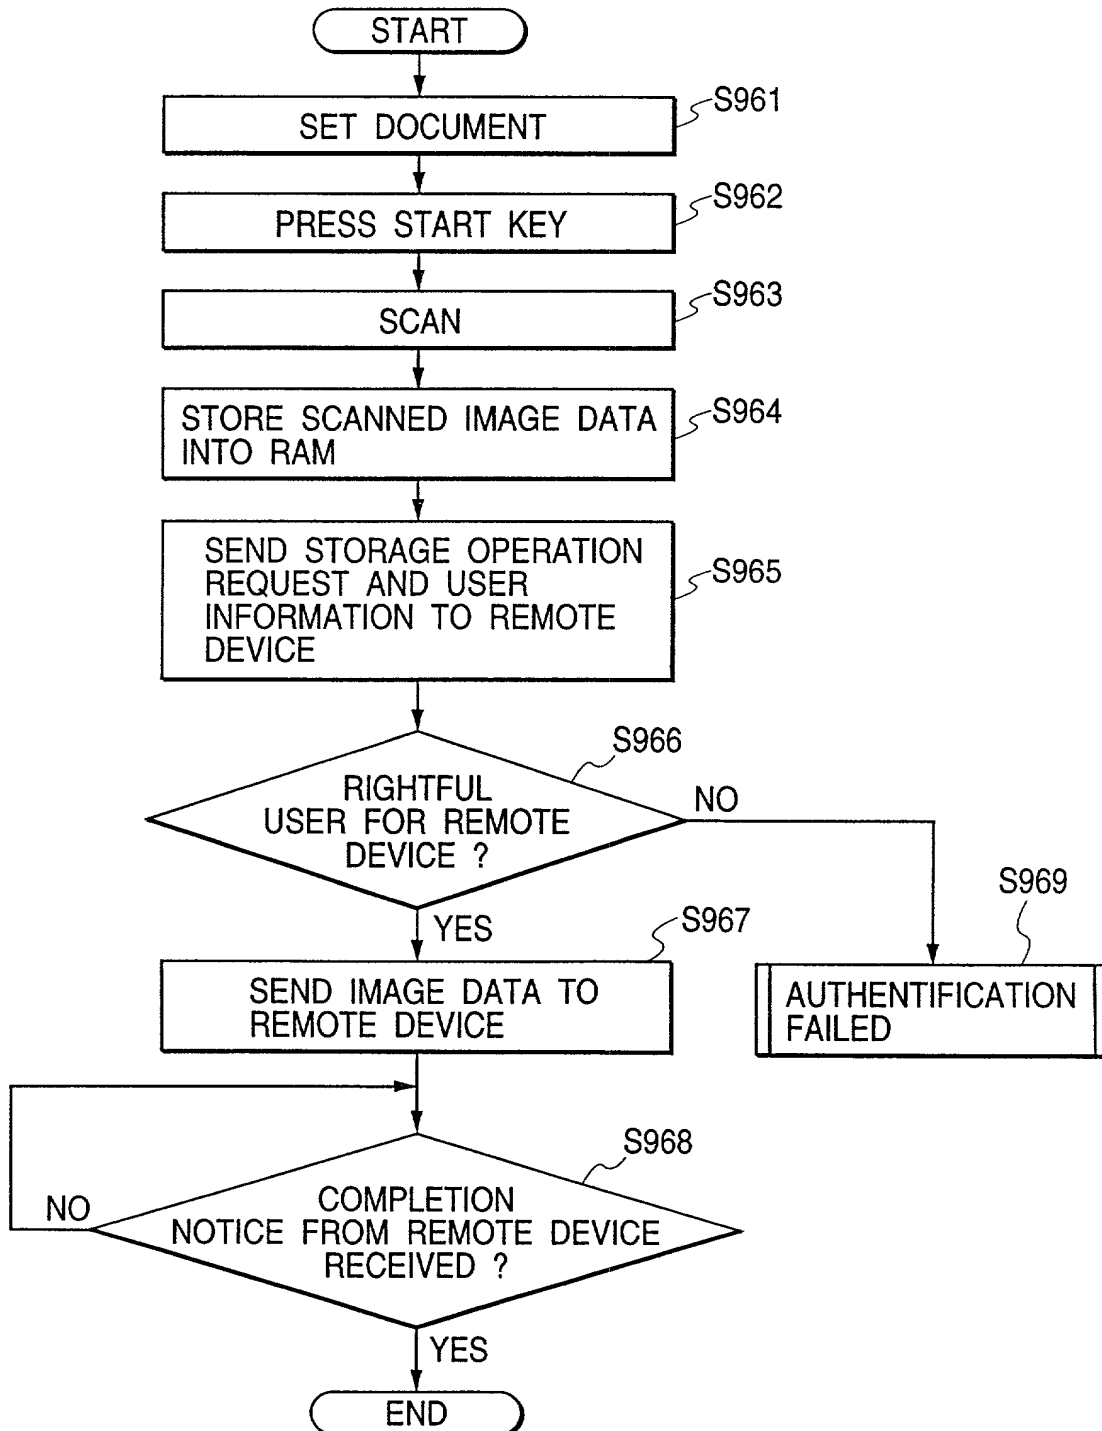 START
SET DOCUMENT
S961
PRESS START KEY
S962
SCAN
S963
STORE SCANNED IMAGE DATA
INTO RAM
S964
SEND STORAGE OPERATION
REQUEST AND USER
INFORMATION TO REMOTE
DEVICE
S965
RIGHTFUL
USER FOR REMOTE
DEVICE ?
S966
NO
YES
SEND IMAGE DATA TO
REMOTE DEVICE
S967
AUTHENTIFICATION
FAILED
S969
COMPLETION
NOTICE FROM REMOTE DEVICE
RECEIVED ?
S968
NO
YES
END